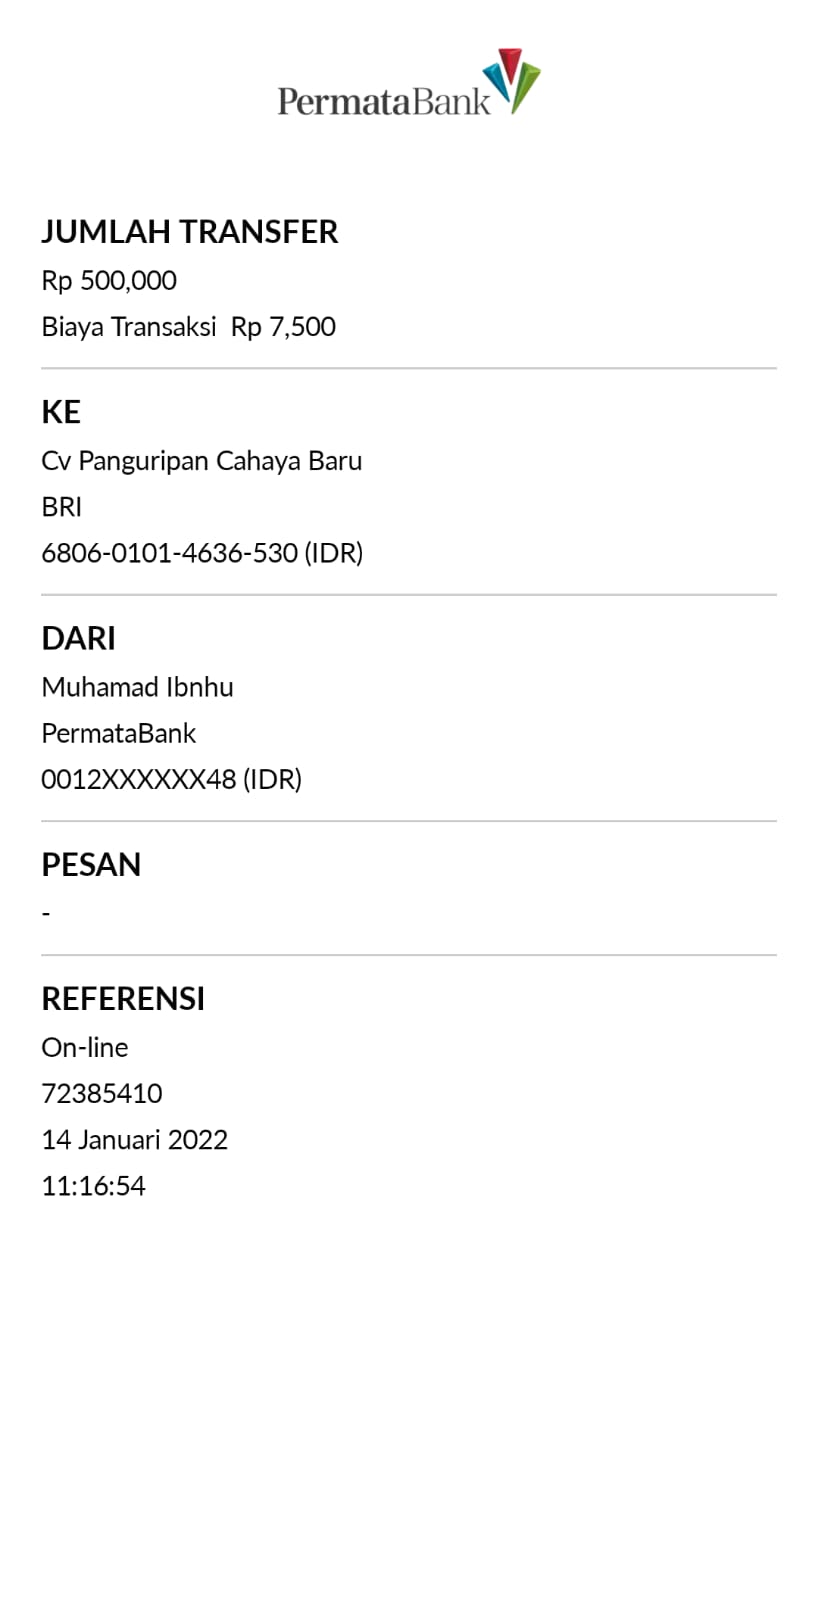 PermataBank
JUMLAH TRANSFER
Rp 500,000
Biaya Transaksi  Rp 7,500
KE
Cv Panguripan Cahaya Baru
BRI
6806-0101-4636-530 (IDR)
DARI
Muhamad Ibnhu
PermataBank
0012XXXXXX48 (IDR)
PESAN
-
REFERENSI
On-line
72385410
14 Januari 2022
11:16:54